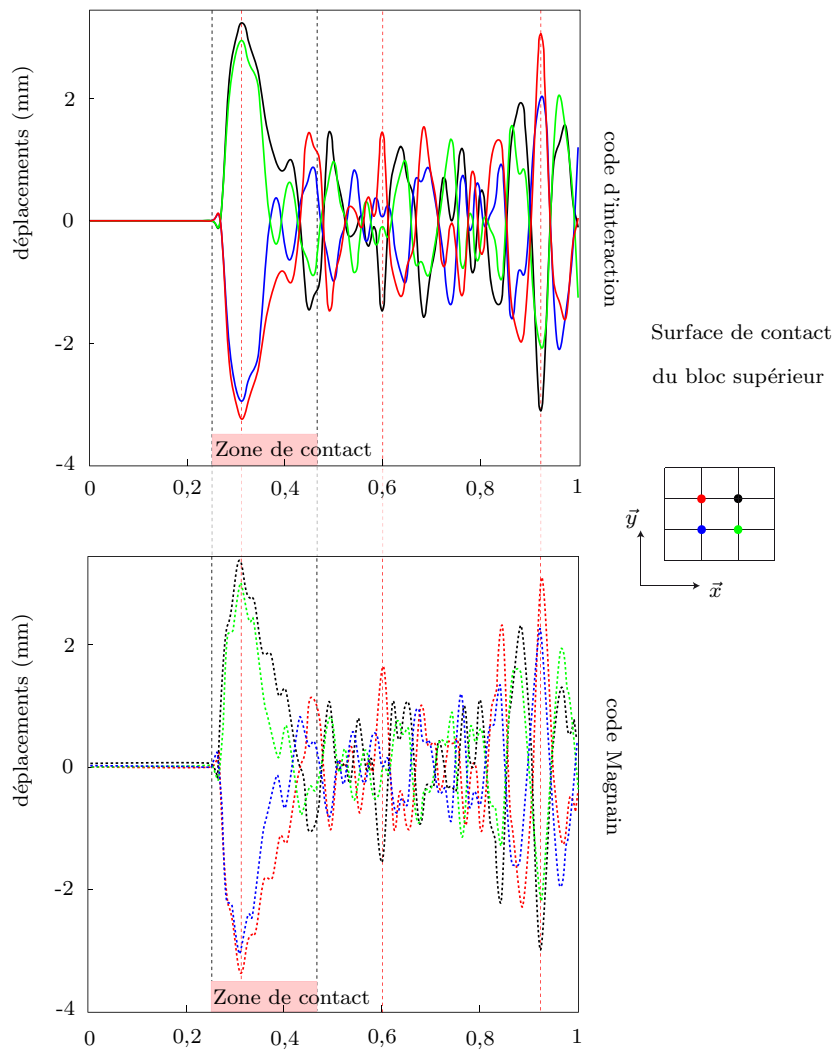 déplacements (mm)
2
0
-2
-4
Zone de contact
0
0,2
0,4
0,6
0,8
1
code d'interaction
Surface de contact
du bloc supérieur
y⃗
x⃗
déplacements (mm)
2
0
-2
-4
Zone de contact
0
0,2
0,4
0,6
0,8
1
code Magnain